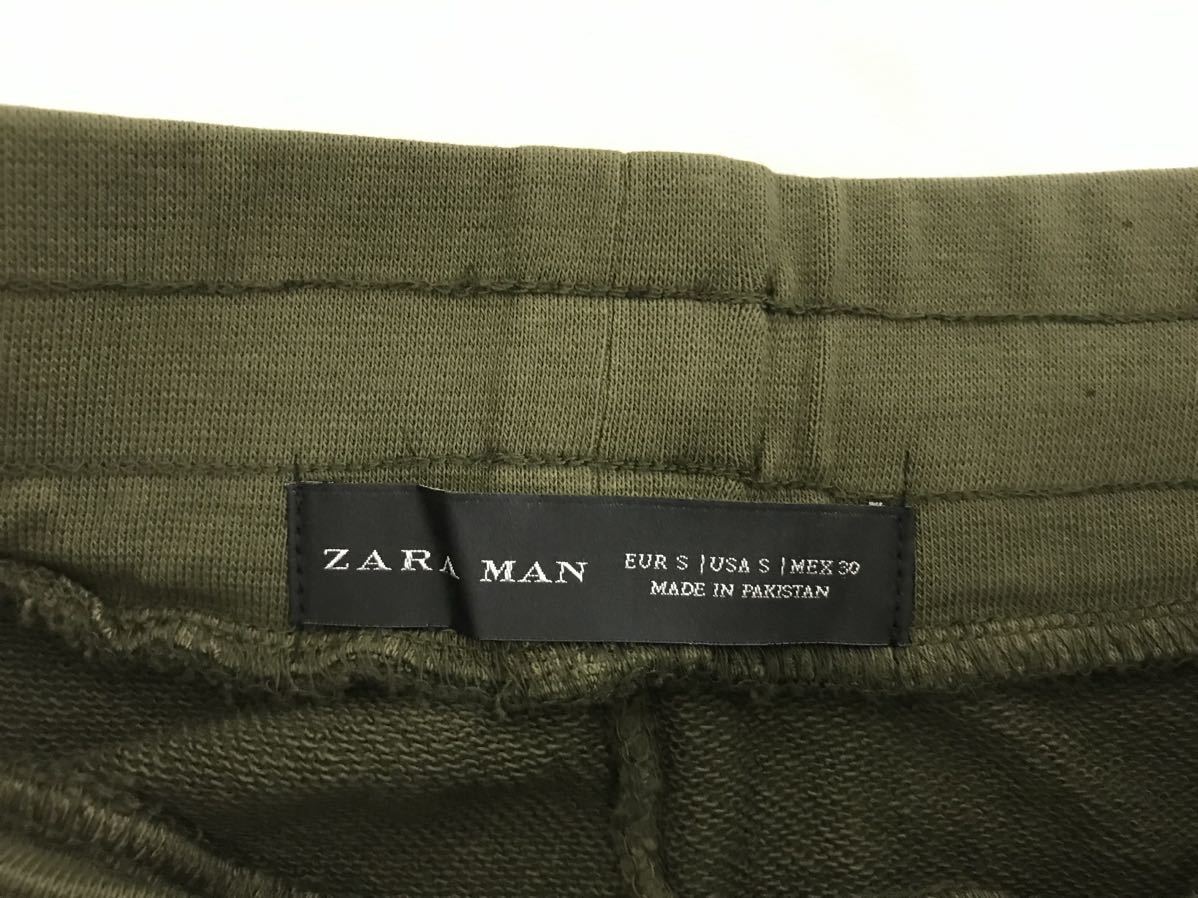 ZARA MAN
EUR S | USA S | MEX 30
MADE IN PAKISTAN